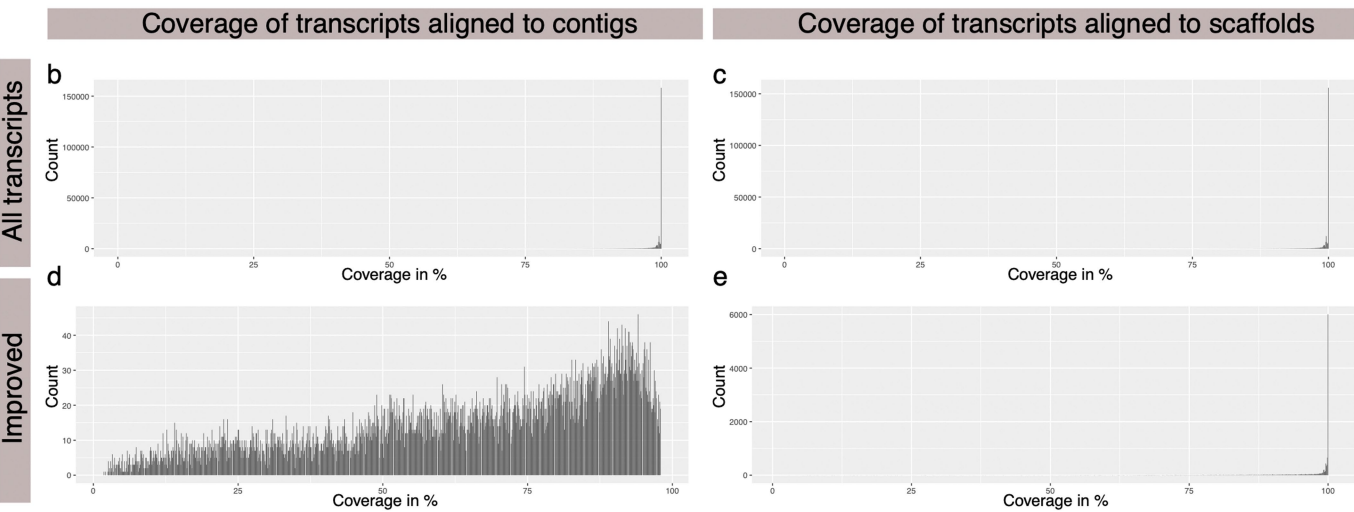 Coverage of transcripts aligned to contigs
Coverage of transcripts aligned to scaffolds
All transcripts
b
150000
100000
50000
0
Count
0 25 50 75 100
Coverage in %
c
150000
100000
50000
0
Count
0 25 50 75 100
Coverage in %
Improved
d
40
30
20
10
0
Count
0 25 50 75 100
Coverage in %
e
6000
4000
2000
0
Count
0 25 50 75 100
Coverage in %